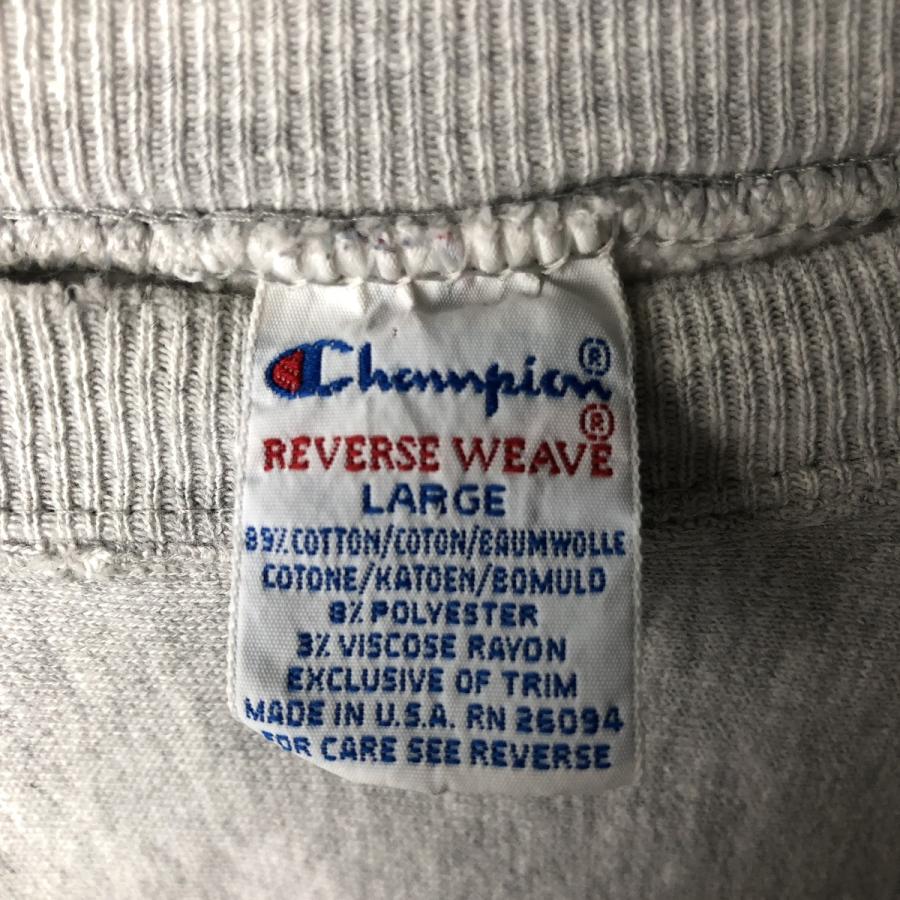 Champion®
®
REVERSE WEAVE
LARGE
89% COTTON/COTON/BAUMWOLLE
COTONE/KATOEN/BOMULD
8% POLYESTER
3% VISCOSE RAYON
EXCLUSIVE OF TRIM
MADE IN U.S.A. RN 26094
FOR CARE SEE REVERSE